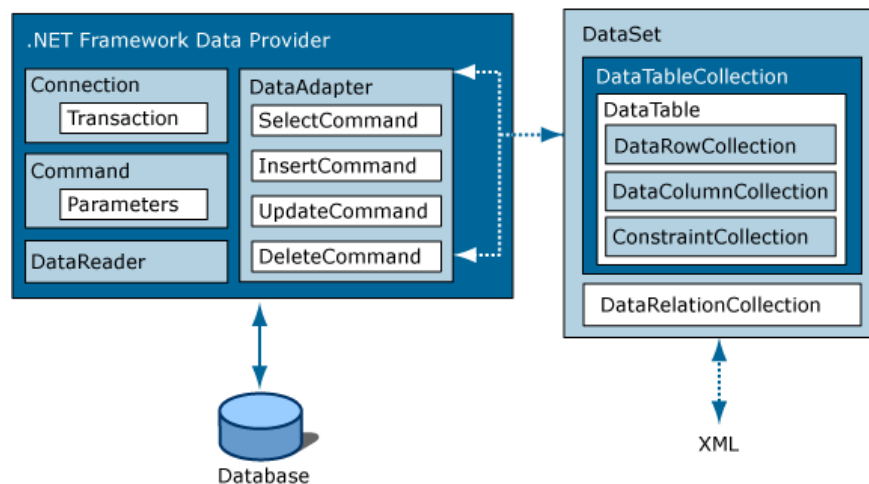 .NET Framework Data Provider
Connection
Transaction
Command
Parameters
DataReader
DataAdapter
SelectCommand
InsertCommand
UpdateCommand
DeleteCommand
Database
DataSet
DataTableCollection
DataTable
DataRowCollection
DataColumnCollection
ConstraintCollection
DataRelationCollection
XML